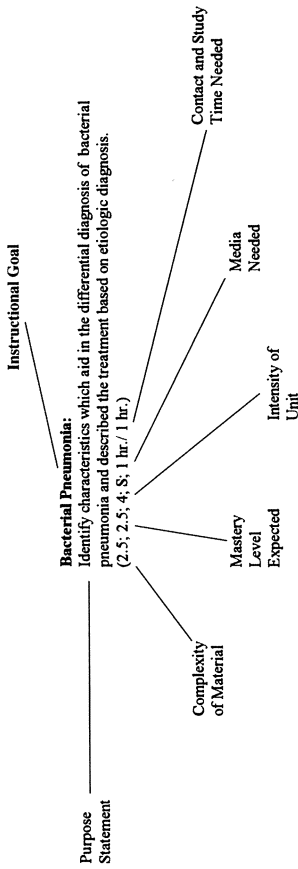 Instructional Goal
Purpose
Statement
Bacterial Pneumonia:
Identify characteristics which aid in the differential diagnosis of bacterial
pneumonia and described the treatment based on etiologic diagnosis.
(2.5; 2.5; 4; S; 1 hr./ 1 hr.)
Complexity
of Material
Mastery
Level
Expected
Intensity of
Unit
Media
Needed
Contact and Study
Time Needed